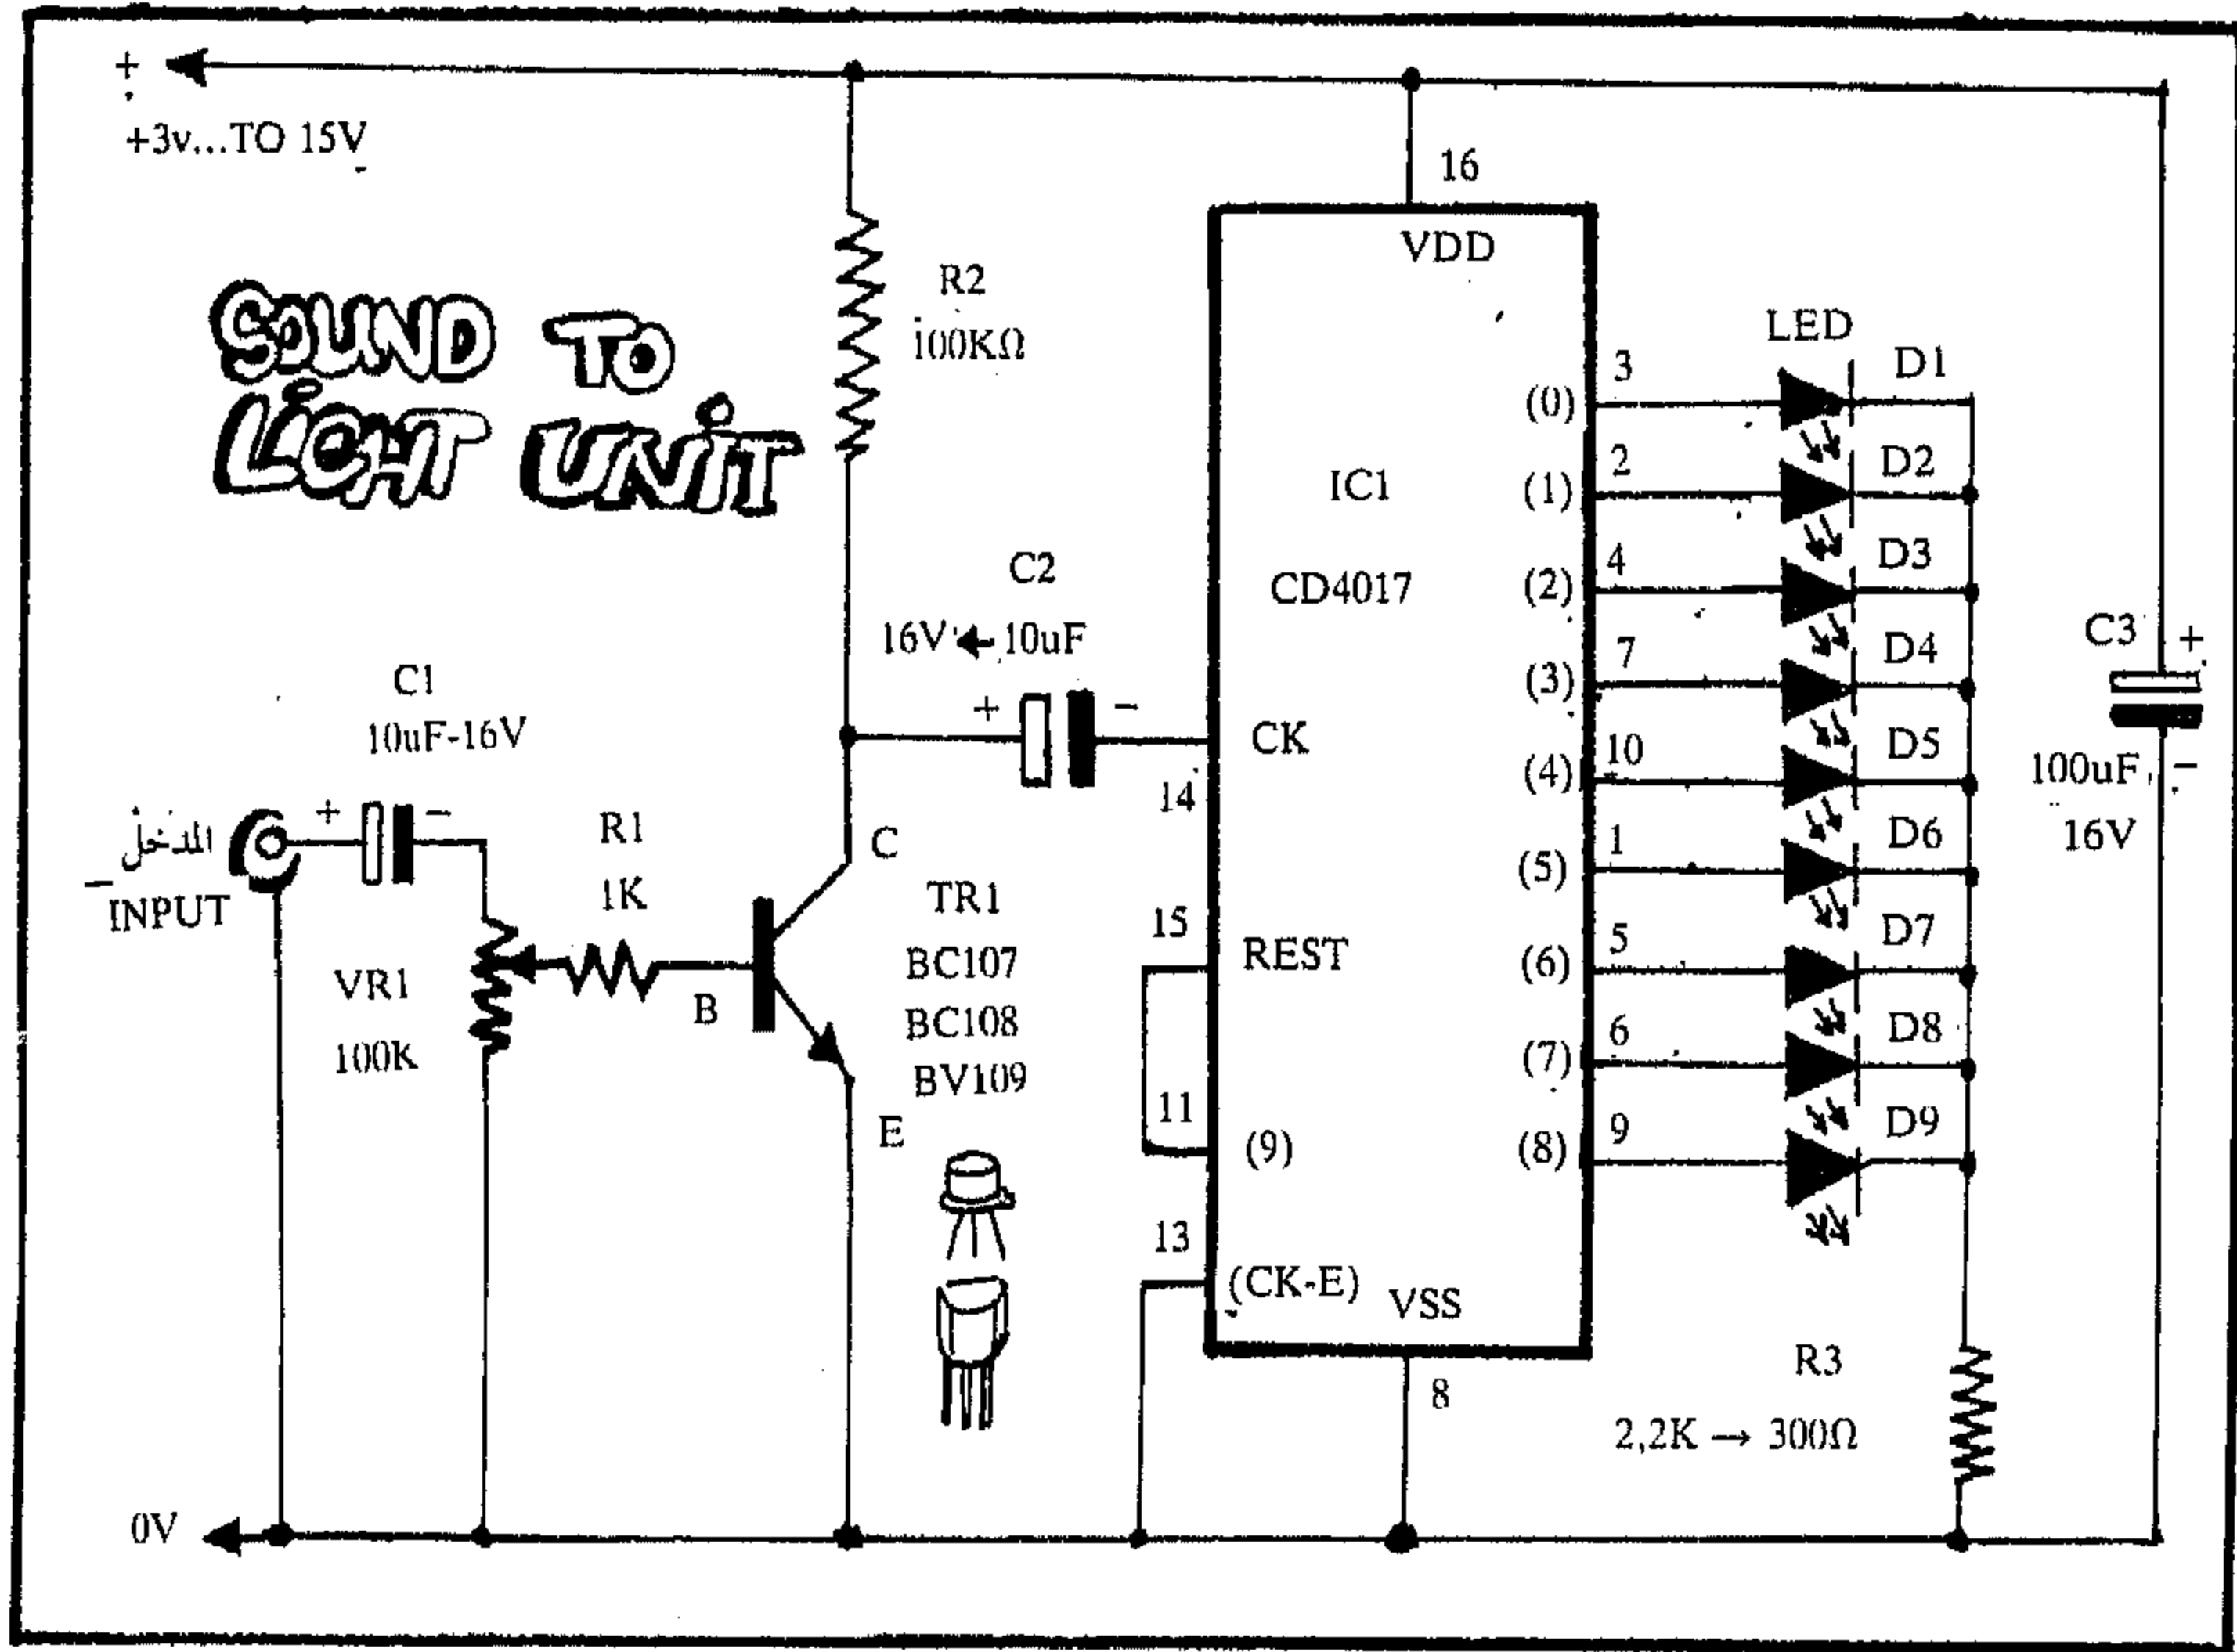 +
+3v...TO 15V
16
VDD
SOUND TO
LIGHT UNIT
R2
100KΩ
LED
3
D1
(0)
2
D2
IC1
(1)
4
D3
C2
CD4017
(2)
16V ← 10uF
7
D4
C3 +
C1
(3)
10uF-16V
+ −
CK
10
D5
(4)
100uF −
14
1
D6
16V
المدخل
+ −
R1
C
(5)
−
INPUT
1K
TR1
15
5
D7
BC107
REST
(6)
VR1
B
BC108
6
D8
100K
BV109
(7)
11
9
D9
E
(9)
(8)
13
(CK-E)
VSS
R3
8
2,2K → 300Ω
0V